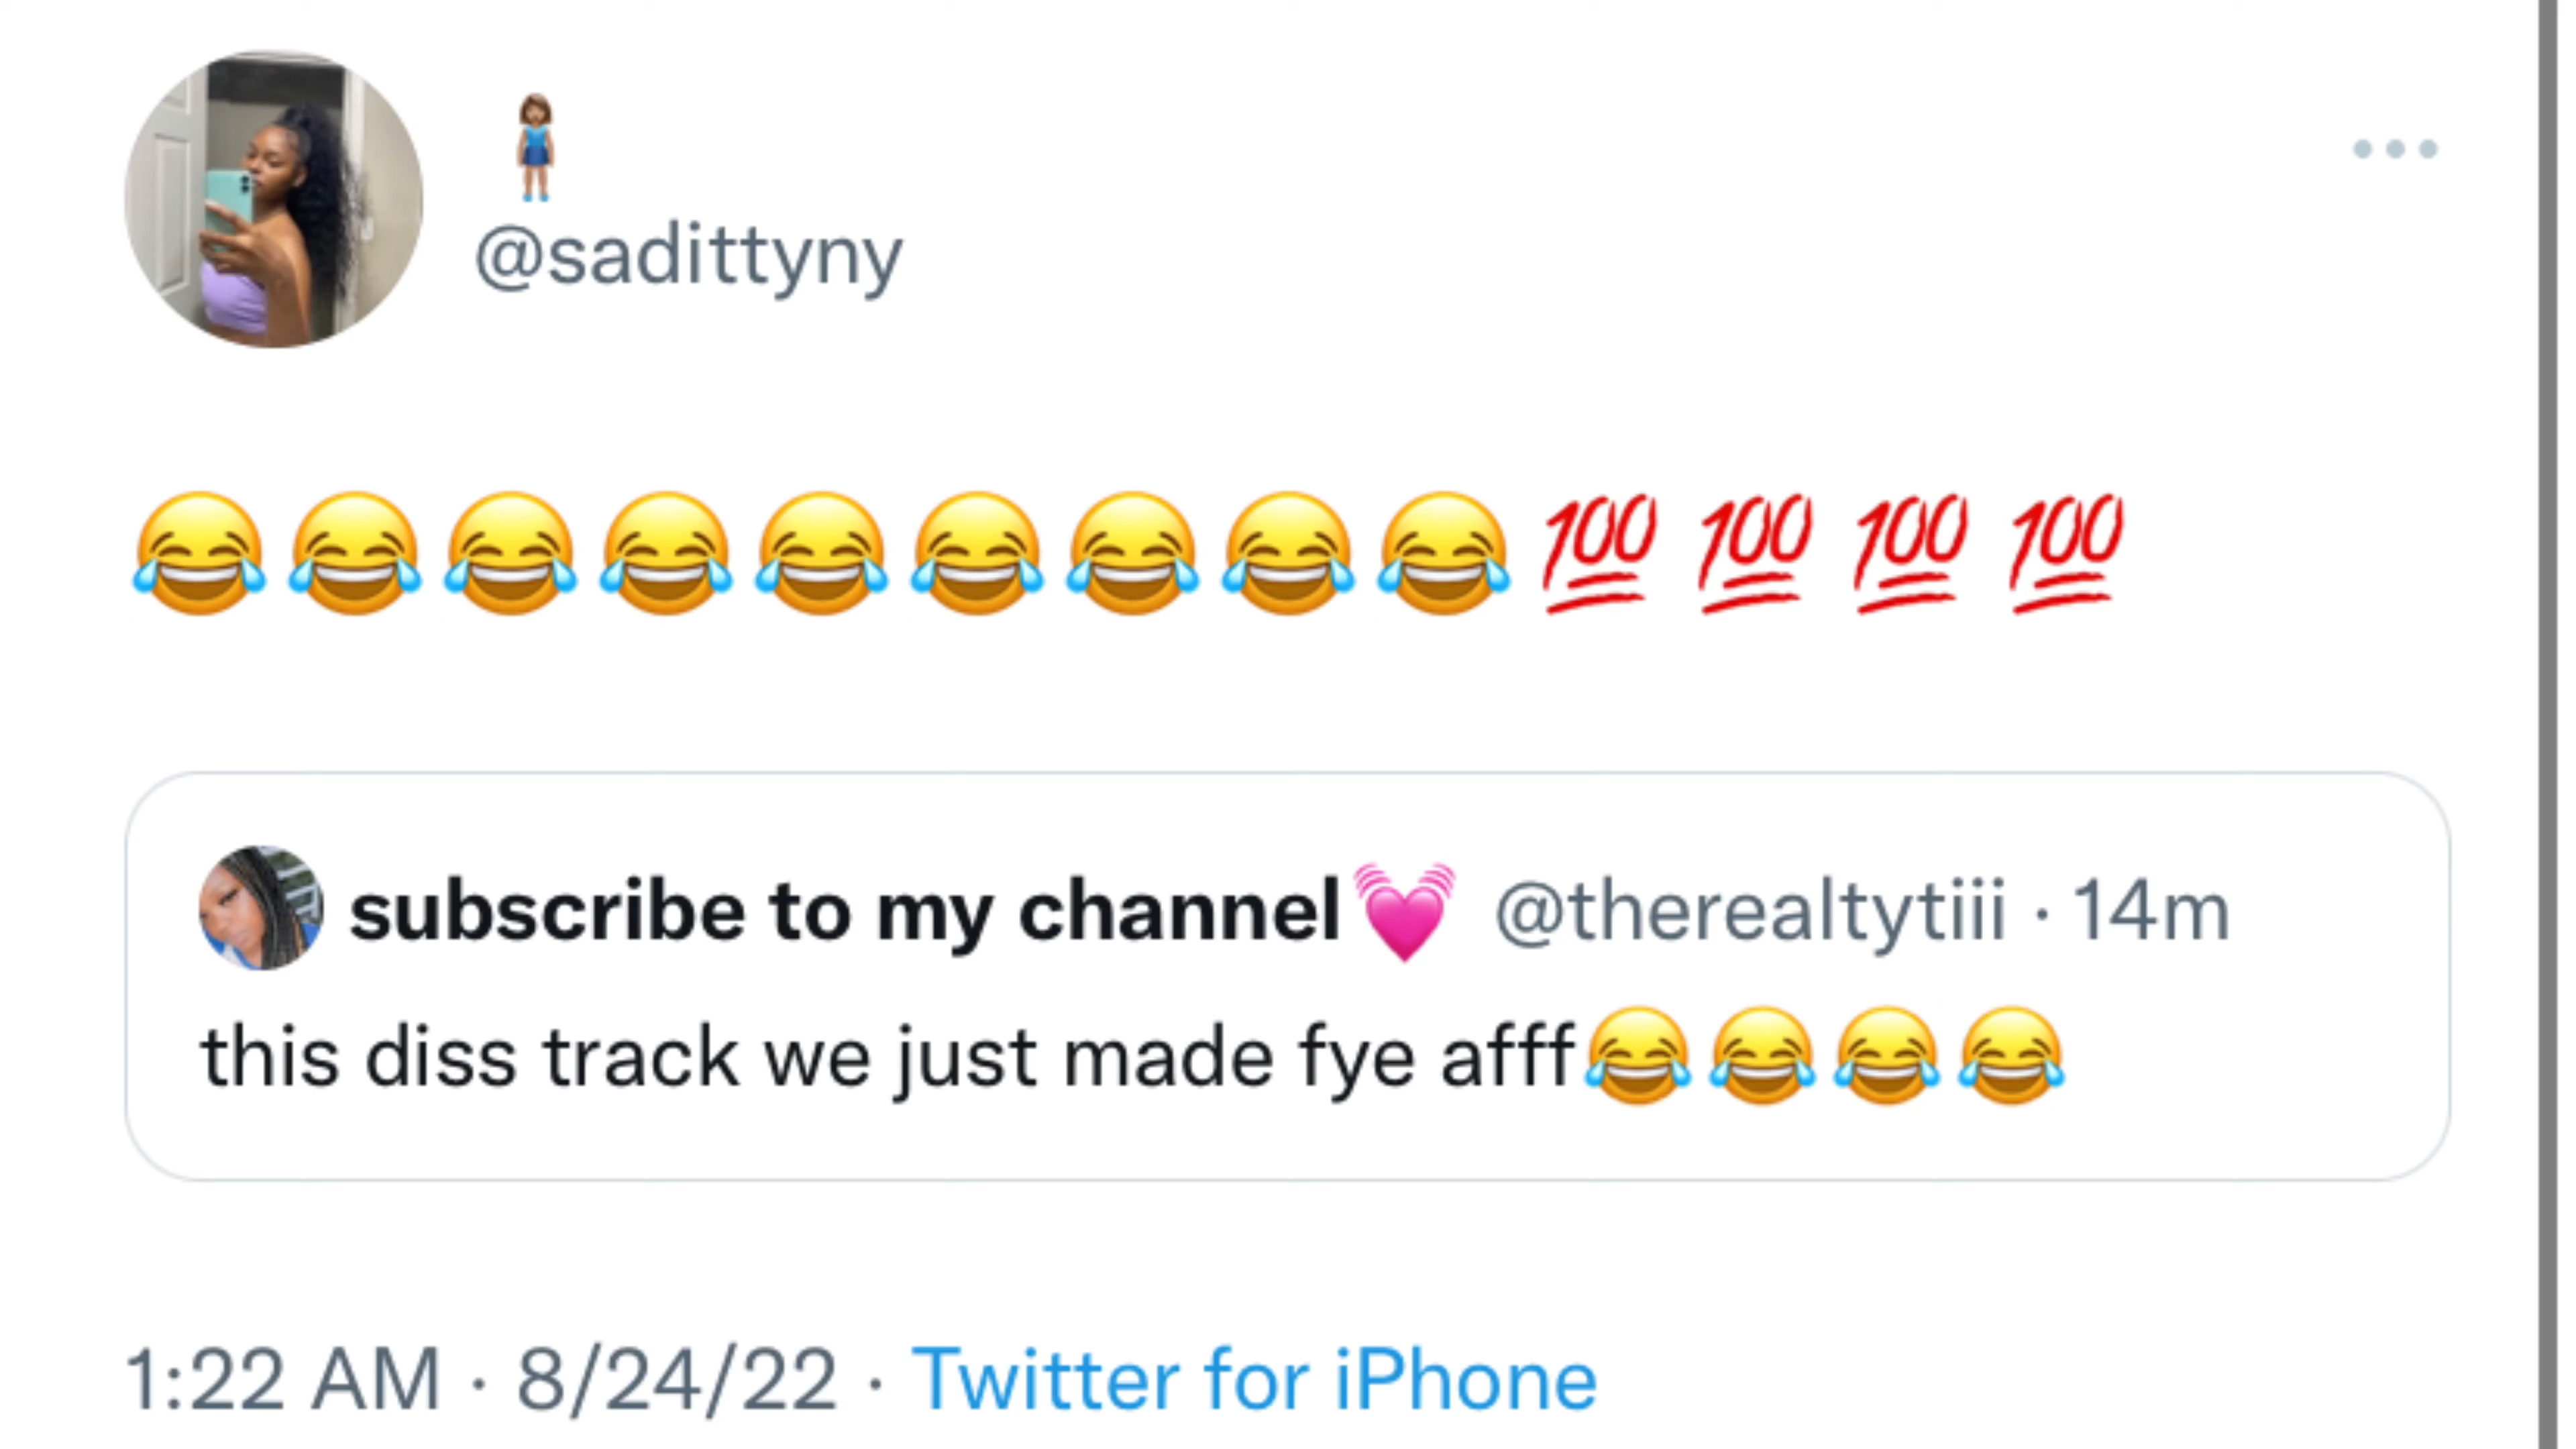 🧍🏽‍♀️
@sadittyny
😂😂😂😂😂😂😂😂😂💯💯💯💯
subscribe to my channel💓 @therealtytiii · 14m
this diss track we just made fye afff😂😂😂😂
1:22 AM · 8/24/22 · Twitter for iPhone